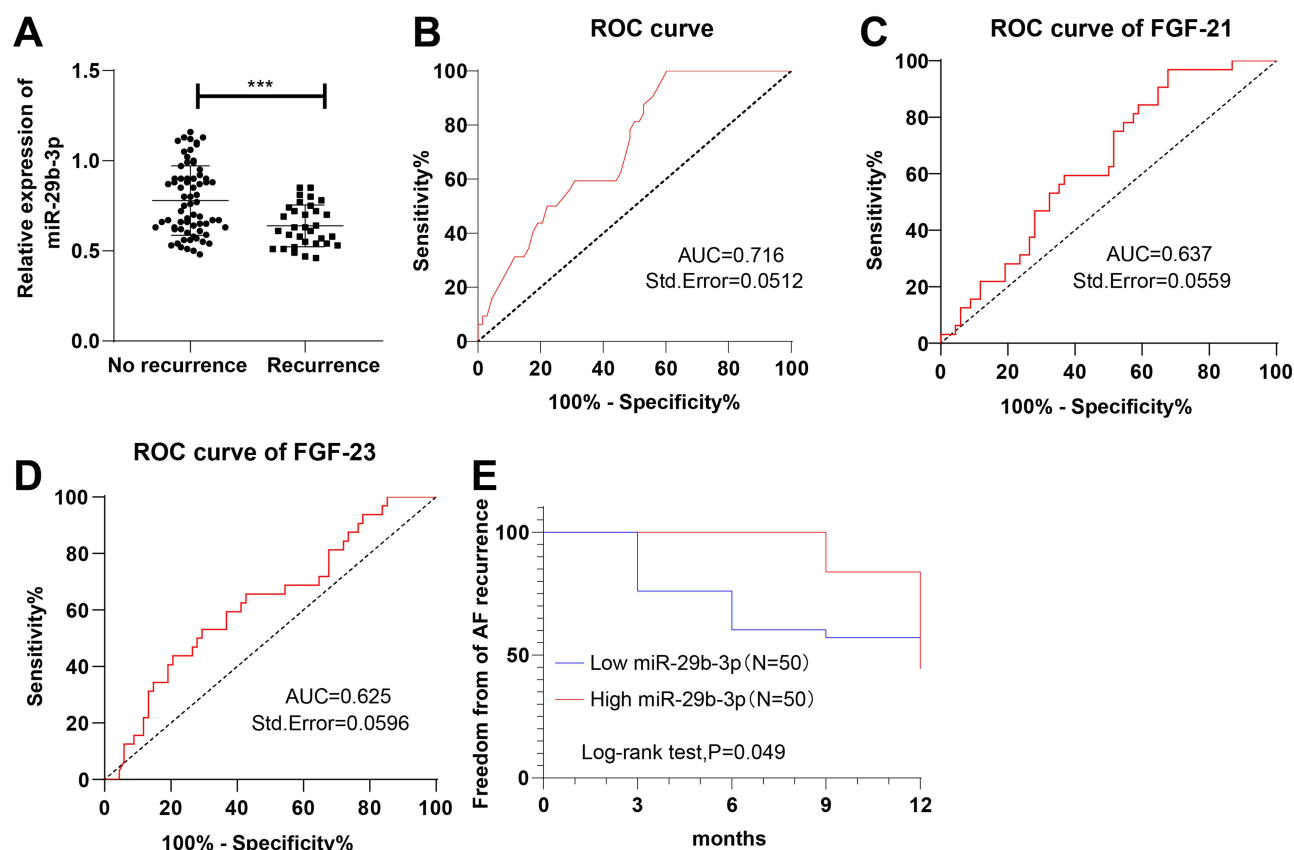 A
Relative expression of
miR-29b-3p
1.5
1.0
0.5
0.0
***
No recurrence
Recurrence
B
ROC curve
Sensitivity%
100
80
60
40
20
0
AUC=0.716
Std.Error=0.0512
0 20 40 60 80 100
100% - Specificity%
C
ROC curve of FGF-21
Sensitivity%
100
80
60
40
20
0
AUC=0.637
Std.Error=0.0559
0 20 40 60 80 100
100% - Specificity%
D
ROC curve of FGF-23
Sensitivity%
100
80
60
40
20
0
AUC=0.625
Std.Error=0.0596
0 20 40 60 80 100
100% - Specificity%
E
Freedom from of AF recurrence
100
50
0
Low miR-29b-3p（N=50）
High miR-29b-3p（N=50）
Log-rank test,P=0.049
0 3 6 9 12
months